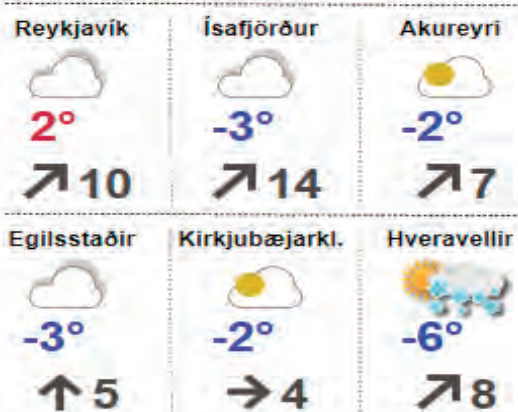 Reykjavík Ísafjörður Akureyri
2° -3° -2°
10 14 7
Egilsstaðir Kirkjubæjarkl. Hveravellir
-3° -2° -6°
5 4 8